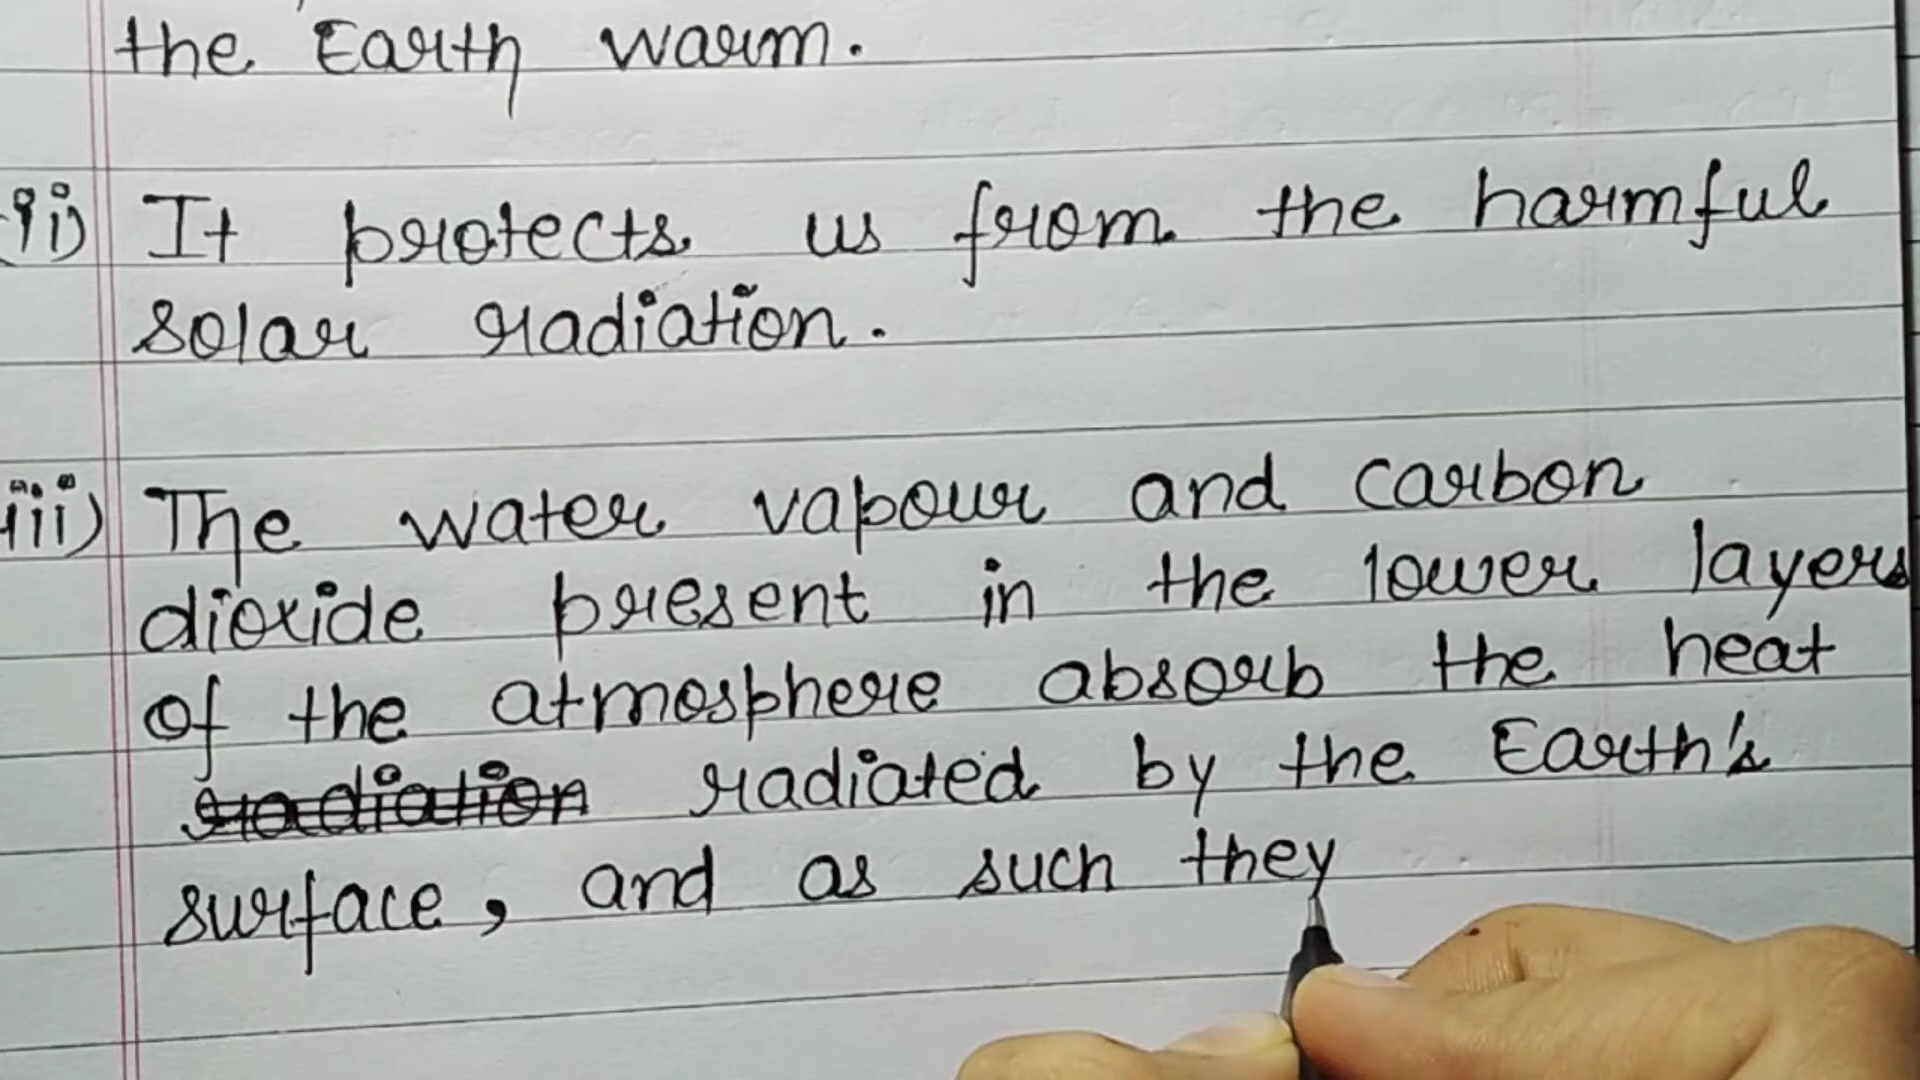 the Earth warm.
ii) It protects us from the harmful
solar radiation.
iii) The water vapour and carbon
dioxide present in the lower layers
of the atmosphere absorb the heat
radiation radiated by the Earth's
surface, and as such they